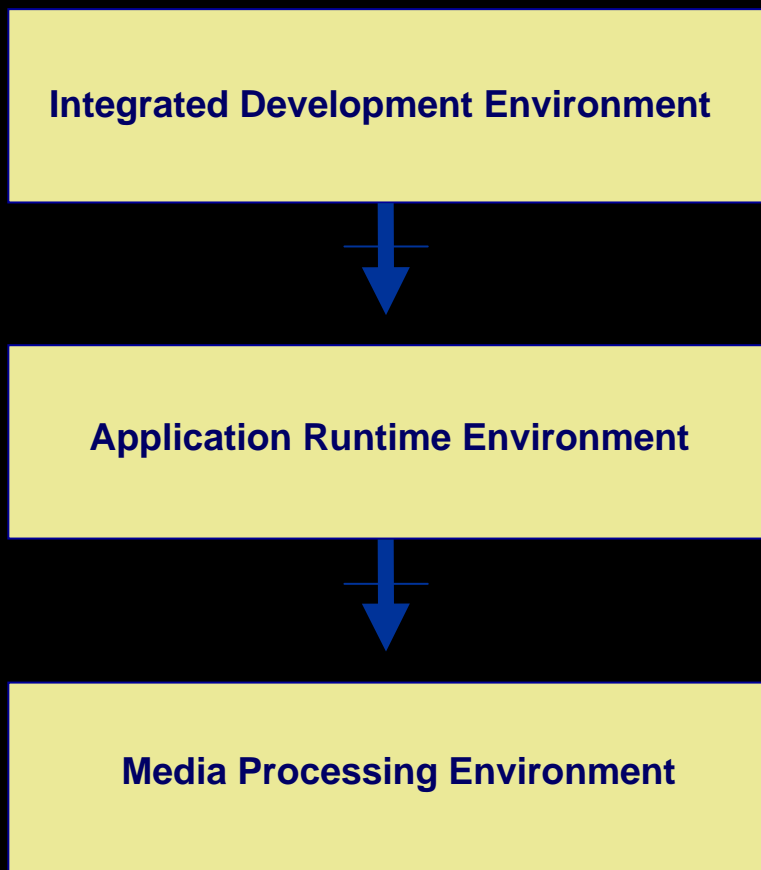 Integrated Development Environment
Application Runtime Environment
Media Processing Environment